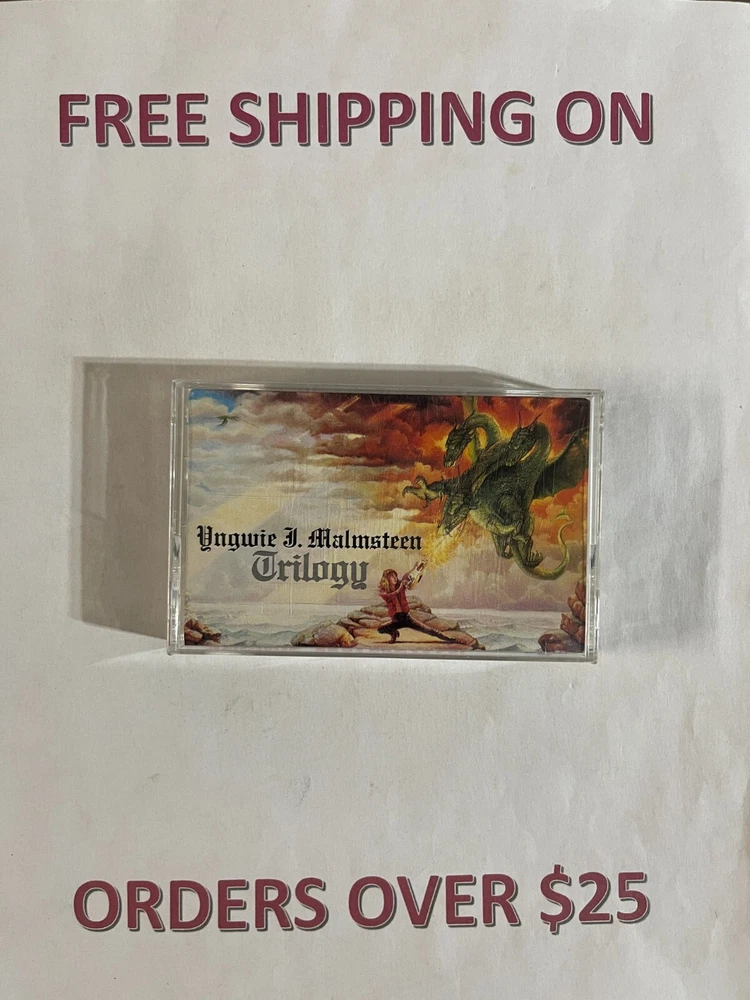 FREE SHIPPING ON
Yngwie J. Malmsteen
Trilogy
ORDERS OVER $25